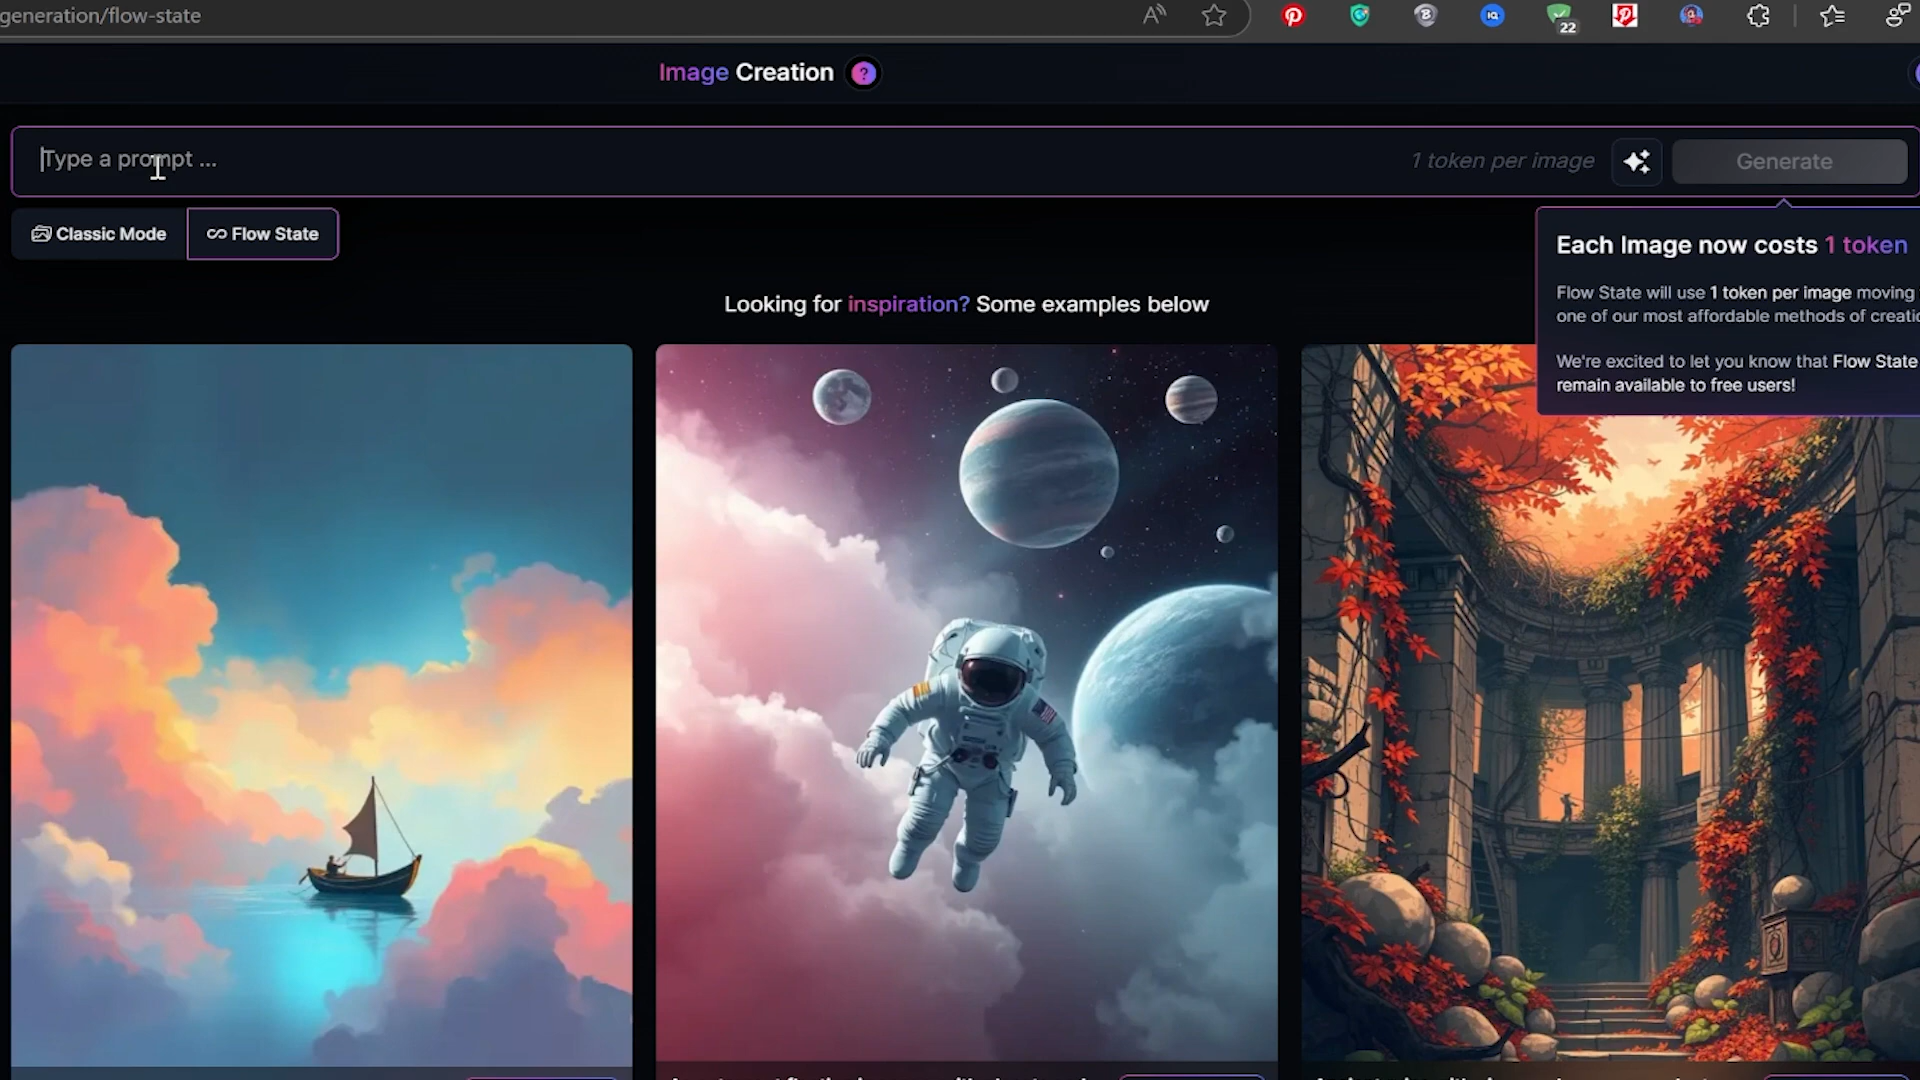 generation/flow-state
22
Image Creation ?
Type a prompt ...
1 token per image
Generate
Classic Mode
Flow State
Each Image now costs 1 token
Flow State will use 1 token per image moving
one of our most affordable methods of creatio
We're excited to let you know that Flow State
remain available to free users!
Looking for inspiration? Some examples below